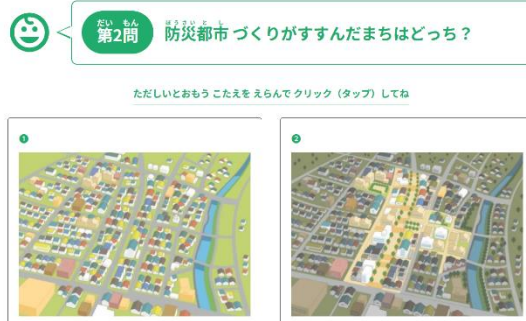 第2問
防災都市づくりがすすんだまちはどっち？
ただしいとおもう こたえを えらんで クリック（タップ）してね
❶
❷